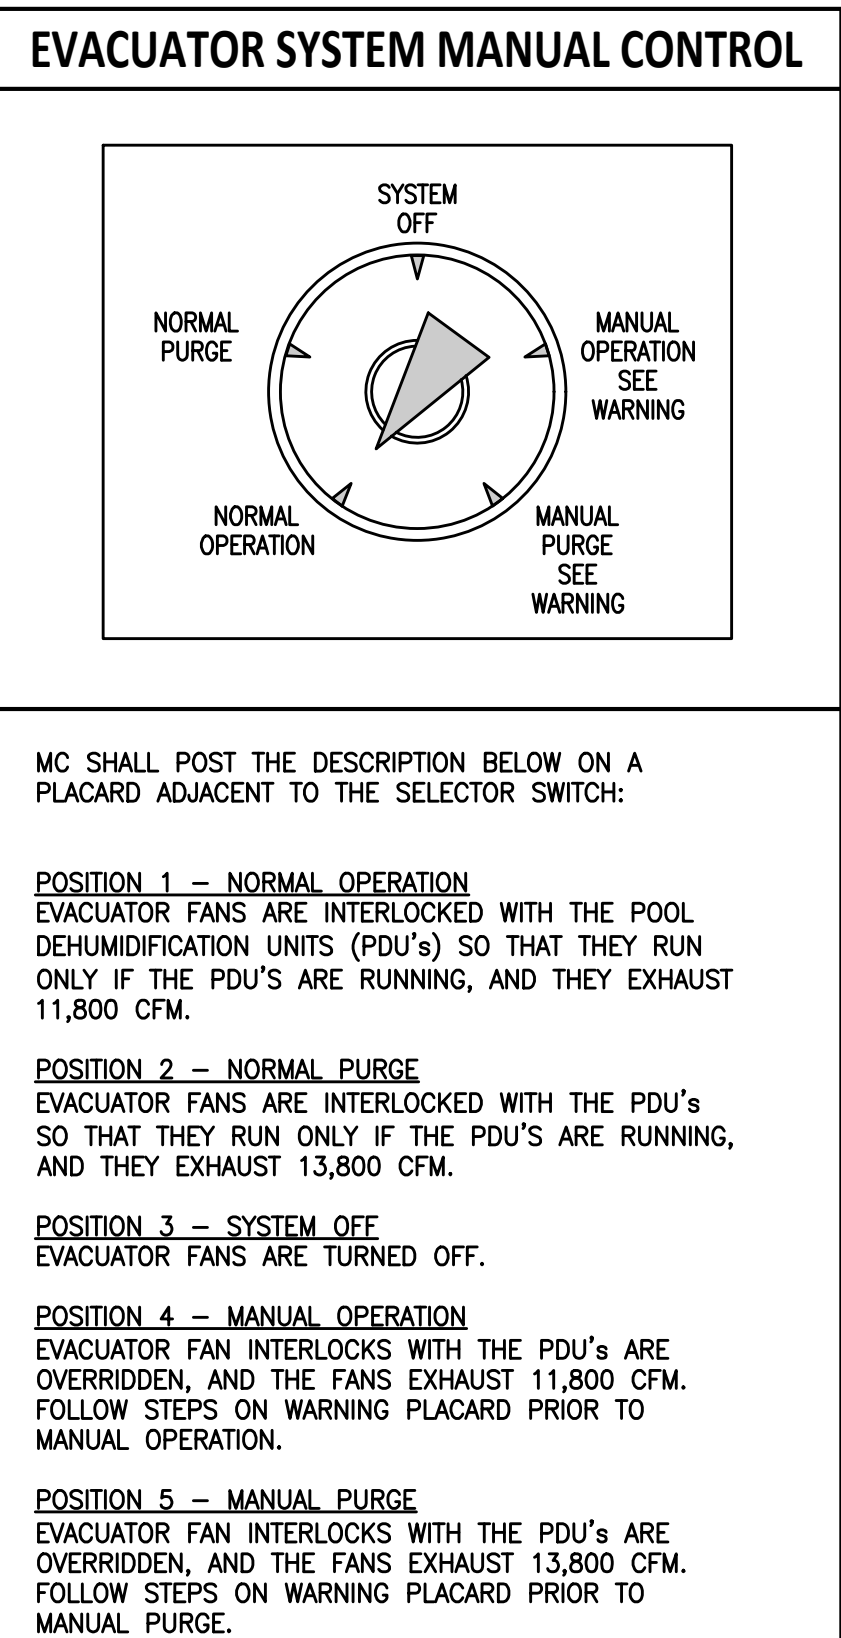 EVACUATOR SYSTEM MANUAL CONTROL
SYSTEM
OFF
NORMAL
PURGE
MANUAL
OPERATION
SEE
WARNING
NORMAL
OPERATION
MANUAL
PURGE
SEE
WARNING
MC SHALL POST THE DESCRIPTION BELOW ON A
PLACARD ADJACENT TO THE SELECTOR SWITCH:
POSITION 1 – NORMAL OPERATION
EVACUATOR FANS ARE INTERLOCKED WITH THE POOL
DEHUMIDIFICATION UNITS (PDU's) SO THAT THEY RUN
ONLY IF THE PDU'S ARE RUNNING, AND THEY EXHAUST
11,800 CFM.
POSITION 2 – NORMAL PURGE
EVACUATOR FANS ARE INTERLOCKED WITH THE PDU's
SO THAT THEY RUN ONLY IF THE PDU'S ARE RUNNING,
AND THEY EXHAUST 13,800 CFM.
POSITION 3 – SYSTEM OFF
EVACUATOR FANS ARE TURNED OFF.
POSITION 4 – MANUAL OPERATION
EVACUATOR FAN INTERLOCKS WITH THE PDU's ARE
OVERRIDDEN, AND THE FANS EXHAUST 11,800 CFM.
FOLLOW STEPS ON WARNING PLACARD PRIOR TO
MANUAL OPERATION.
POSITION 5 – MANUAL PURGE
EVACUATOR FAN INTERLOCKS WITH THE PDU's ARE
OVERRIDDEN, AND THE FANS EXHAUST 13,800 CFM.
FOLLOW STEPS ON WARNING PLACARD PRIOR TO
MANUAL PURGE.